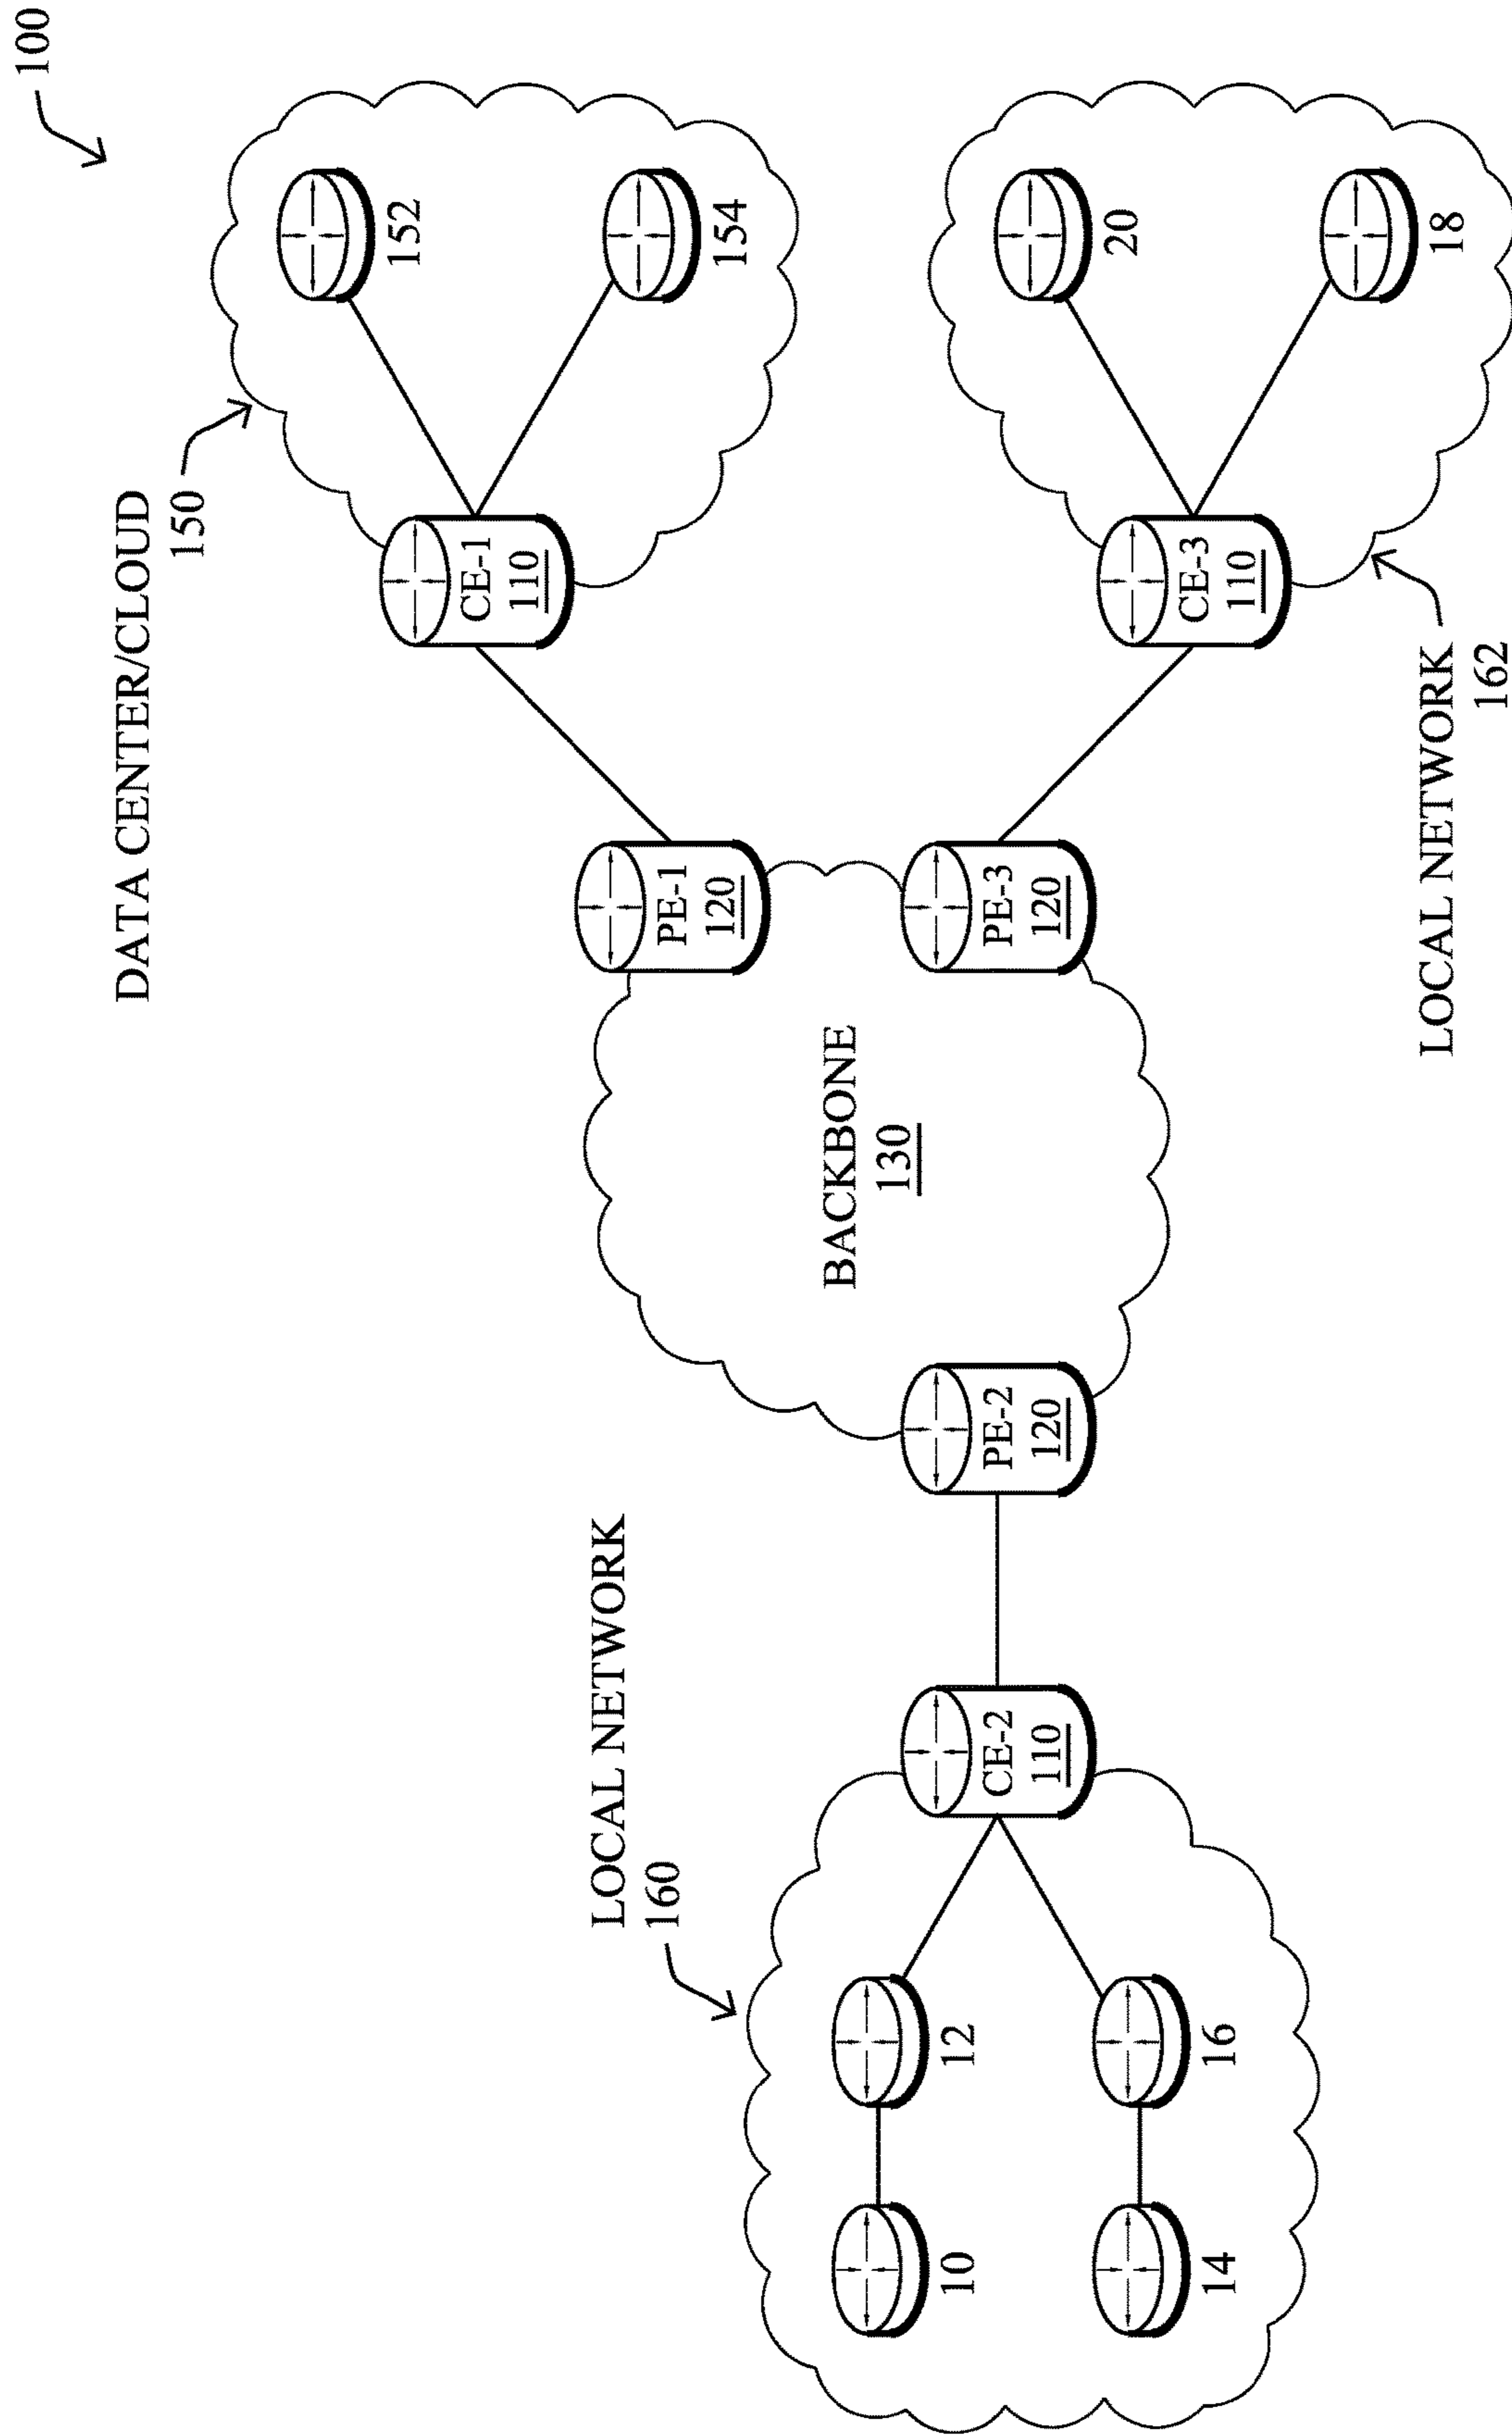 100
DATA CENTER/CLOUD
150
152
154
CE-1
110
PE-1
120
BACKBONE
130
PE-3
120
CE-3
110
20
18
LOCAL NETWORK
162
PE-2
120
LOCAL NETWORK
160
CE-2
110
12
10
16
14